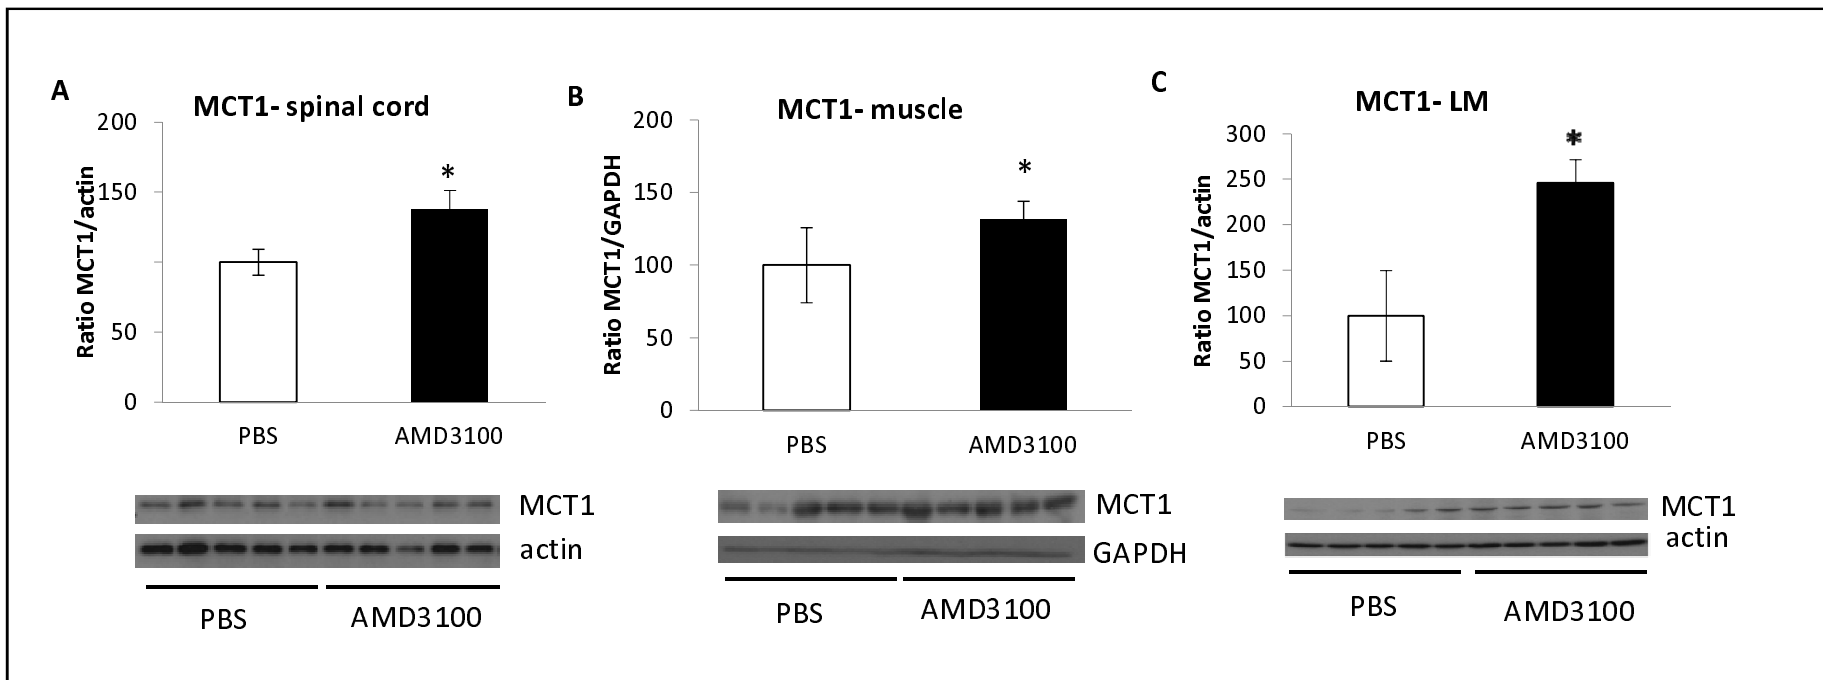 A
MCT1- spinal cord
200
150
50
0
Ratio MCT1/actin
*
PBS
AMD3100
MCT1
actin
PBS
AMD3100
B
MCT1- muscle
200
150
100
50
0
Ratio MCT1/GAPDH
*
PBS
AMD3100
MCT1
GAPDH
PBS
AMD3100
C
MCT1- LM
300
250
200
150
100
50
0
Ratio MCT1/actin
*
PBS
AMD3100
MCT1
actin
PBS
AMD3100